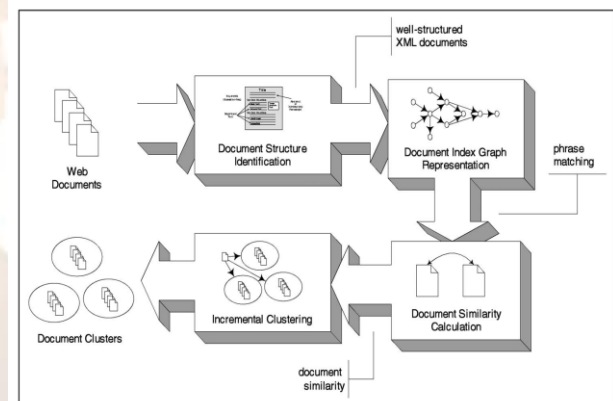 well-structured
XML documents
Title
Document Structure
Identification
Document Index Graph
Representation
phrase
matching
Web
Documents
Document Clusters
Incremental Clustering
Document Similarity
Calculation
document
similarity